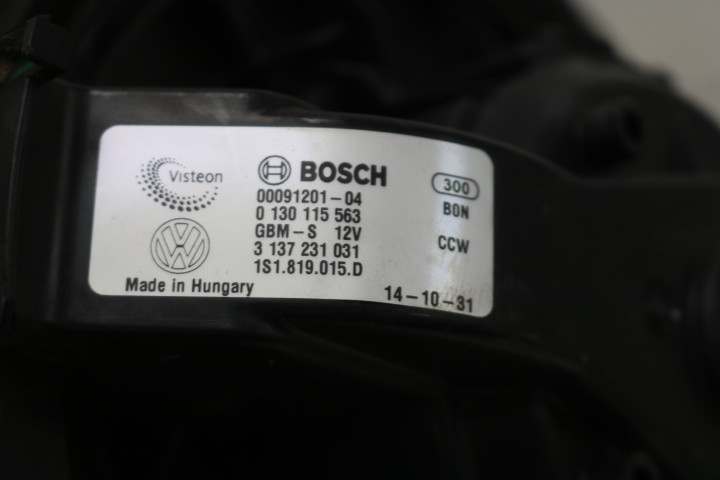 Visteon
BOSCH
00091201-04
0 130 115 563
GBM-S 12V
3 137 231 031
1S1.819.015.D
300
BON
CCW
Made in Hungary
14-10-31